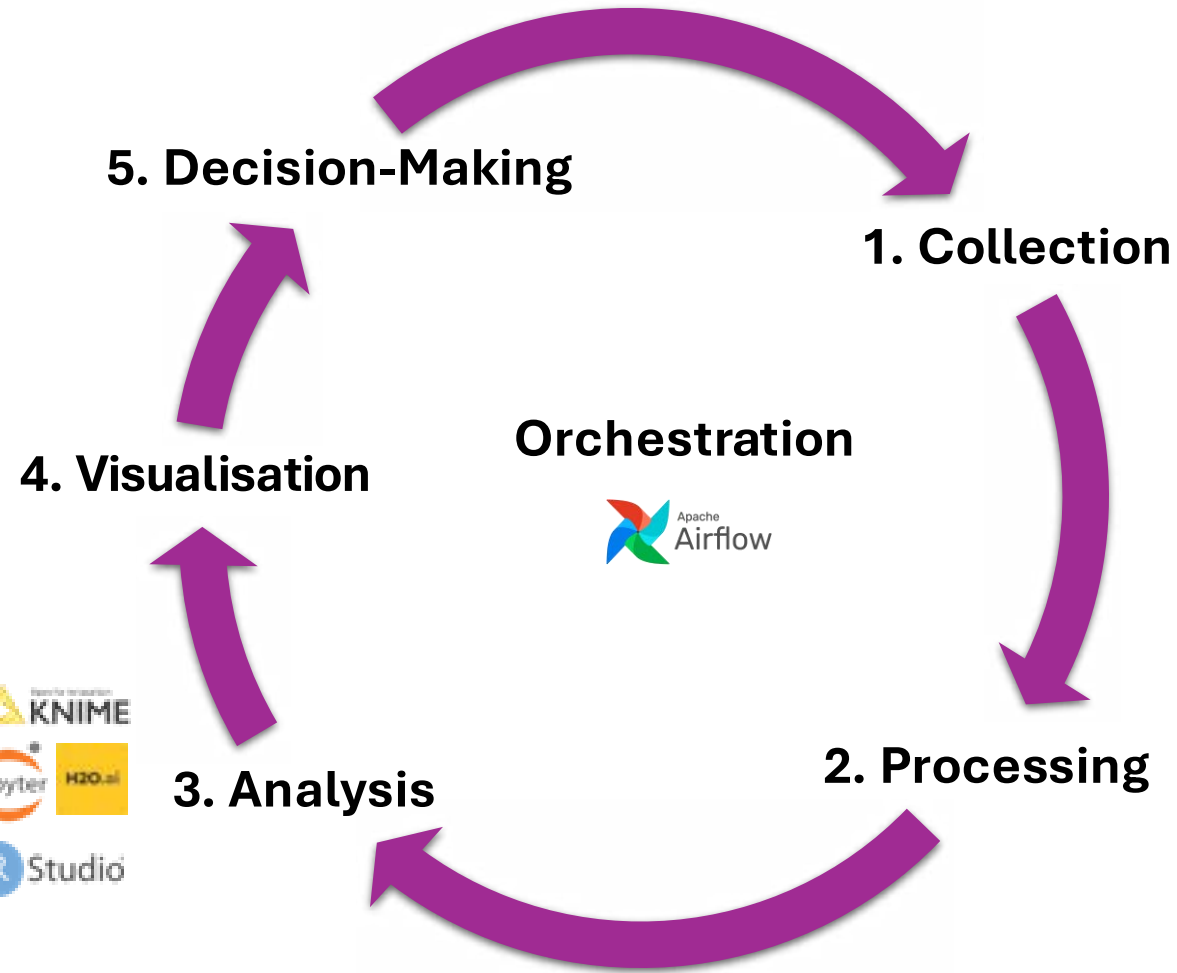 5. Decision-Making
1. Collection
Orchestration
Apache
Airflow
4. Visualisation
KNIME
H2O.ai
2. Processing
3. Analysis
Studio